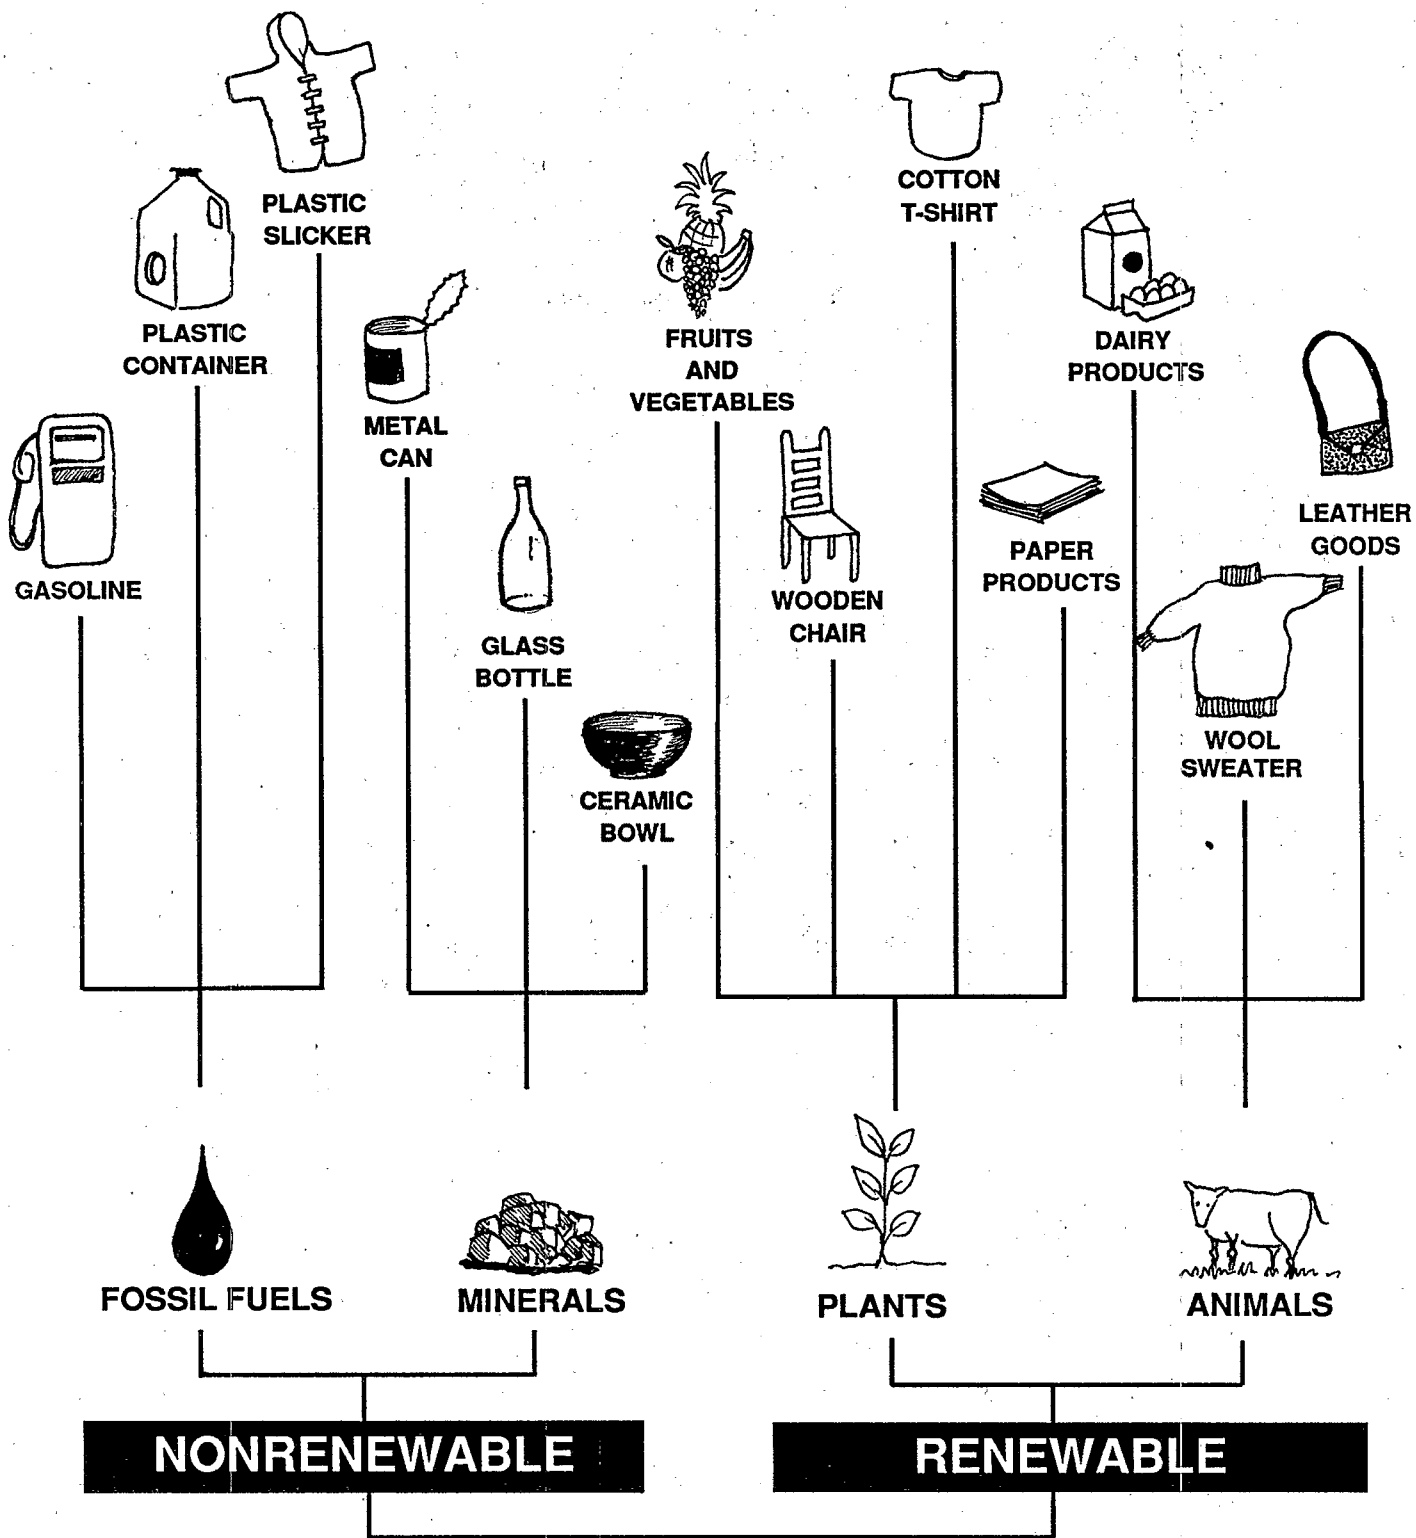 PLASTIC
SLICKER
PLASTIC
CONTAINER
GASOLINE
METAL
CAN
GLASS
BOTTLE
CERAMIC
BOWL
FRUITS
AND
VEGETABLES
WOODEN
CHAIR
COTTON
T-SHIRT
PAPER
PRODUCTS
DAIRY
PRODUCTS
WOOL
SWEATER
LEATHER
GOODS
FOSSIL FUELS
MINERALS
PLANTS
ANIMALS
NONRENEWABLE
RENEWABLE